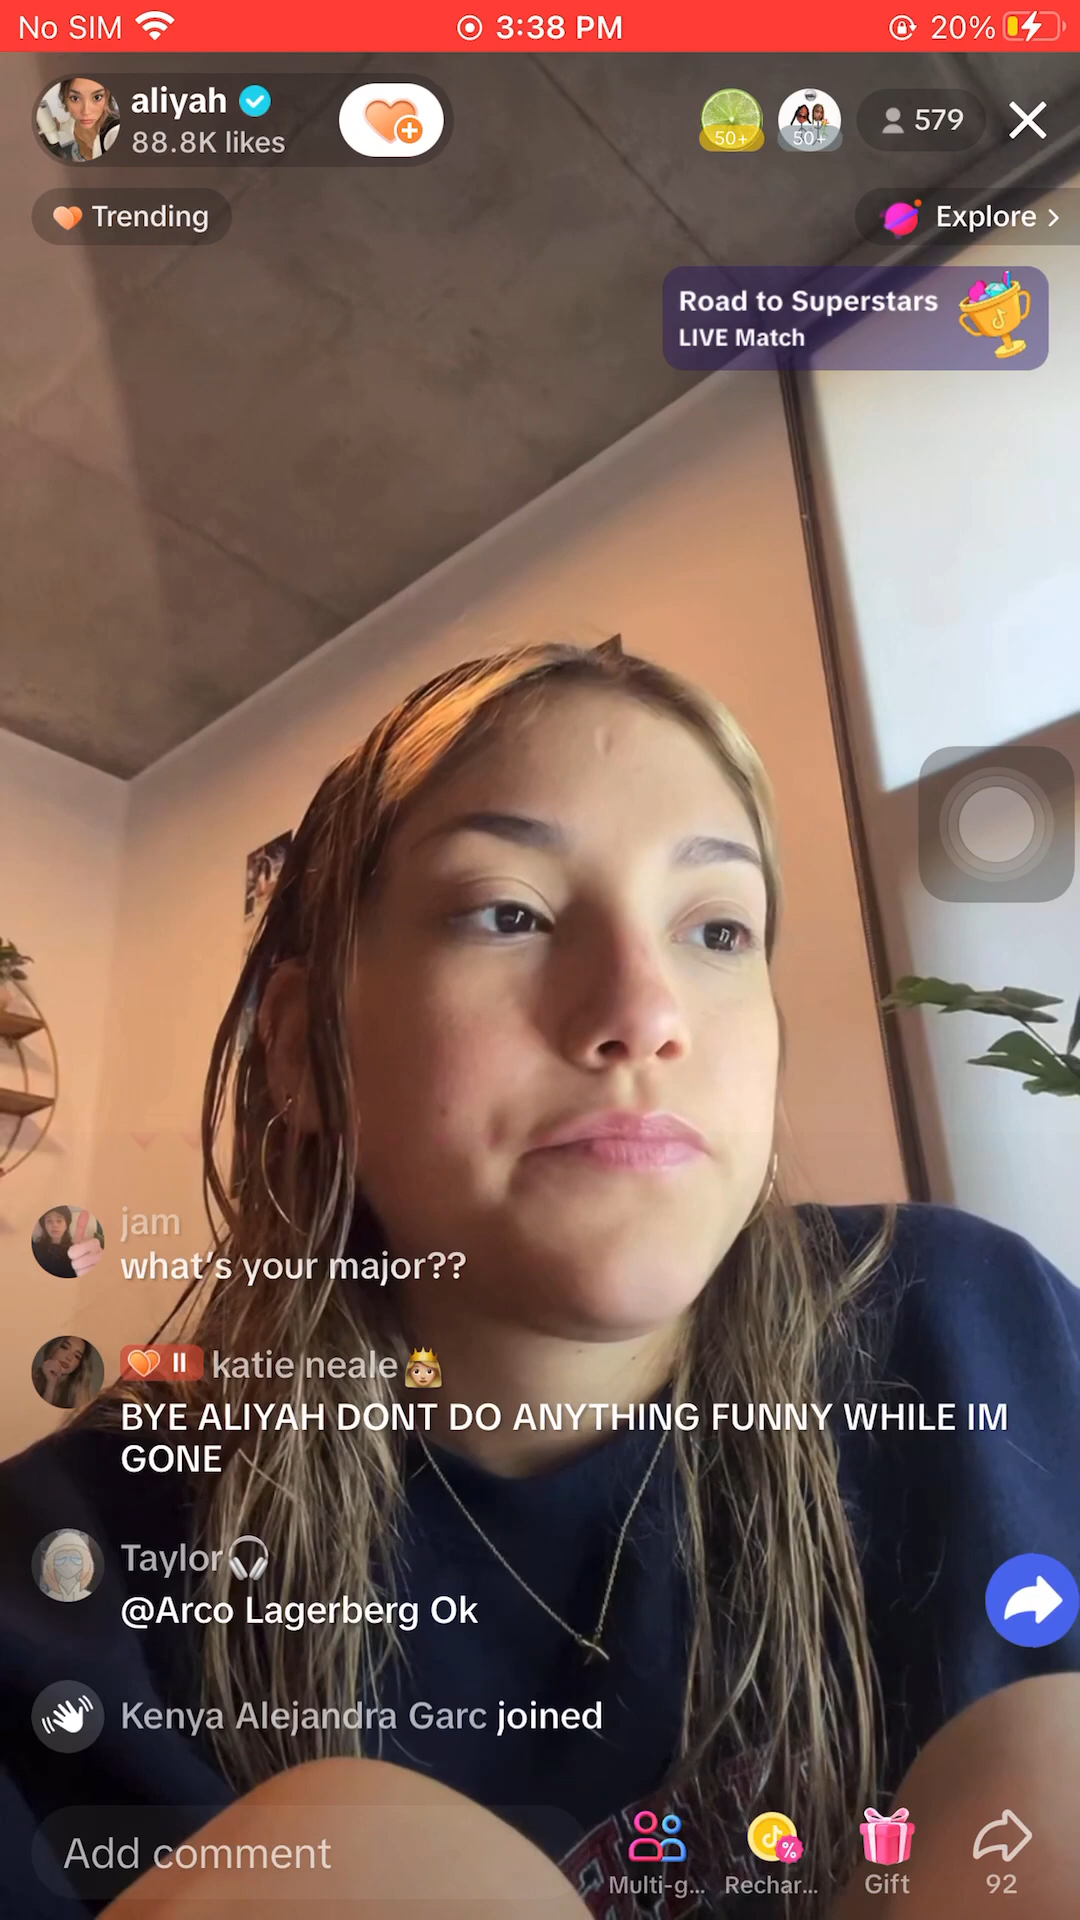 No SIM 3:38 PM 20%
aliyah
88.8K likes
50+ 50+ 579
Trending
Explore >
Road to Superstars
LIVE Match
jam
what's your major??
II katie neale
BYE ALIYAH DONT DO ANYTHING FUNNY WHILE IM
GONE
Taylor
@Arco Lagerberg Ok
Kenya Alejandra Garc joined
Add comment
Multi-g... Rechar... Gift 92